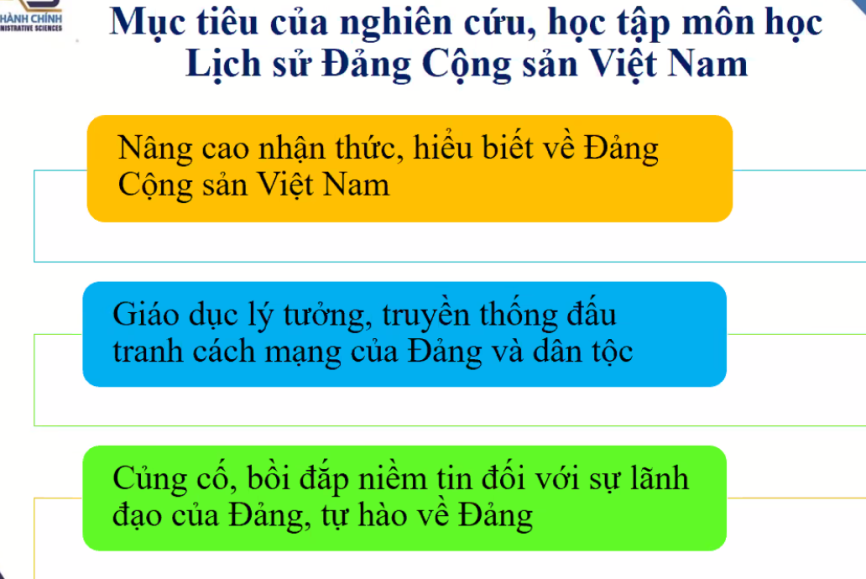 HÀNH CHÍNH
NISTRATIVE SCIENCES
Mục tiêu của nghiên cứu, học tập môn học
Lịch sử Đảng Cộng sản Việt Nam
Nâng cao nhận thức, hiểu biết về Đảng
Cộng sản Việt Nam
Giáo dục lý tưởng, truyền thống đấu
tranh cách mạng của Đảng và dân tộc
Củng cố, bồi đắp niềm tin đối với sự lãnh
đạo của Đảng, tự hào về Đảng